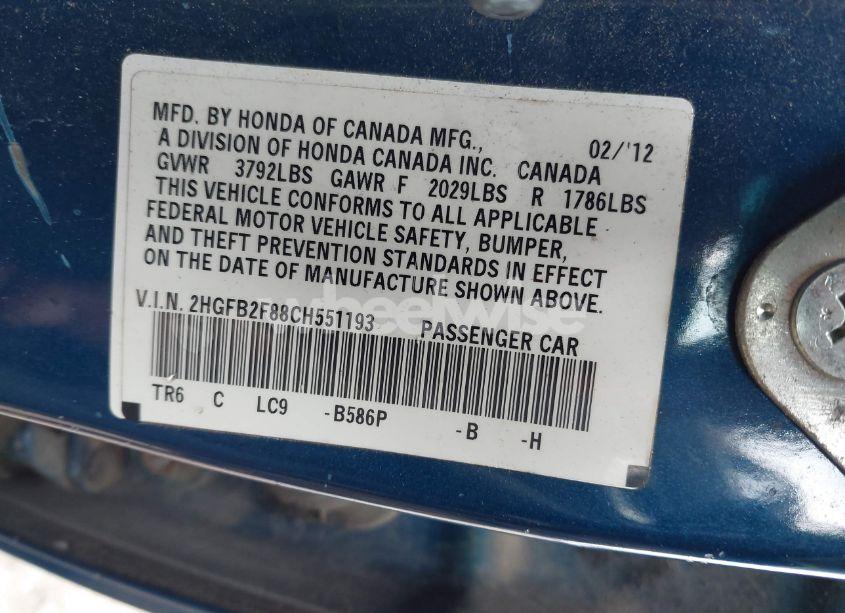 MFD. BY HONDA OF CANADA MFG., 02/'12
A DIVISION OF HONDA CANADA INC. CANADA
GVWR 3792LBS GAWR F 2029LBS R 1786LBS
THIS VEHICLE CONFORMS TO ALL APPLICABLE
FEDERAL MOTOR VEHICLE SAFETY, BUMPER,
AND THEFT PREVENTION STANDARDS IN EFFECT
ON THE DATE OF MANUFACTURE SHOWN ABOVE.
V.I.N. 2HGFB2F88CH551193 PASSENGER CAR
wheelwise
TR6 C LC9 -B586P -B -H